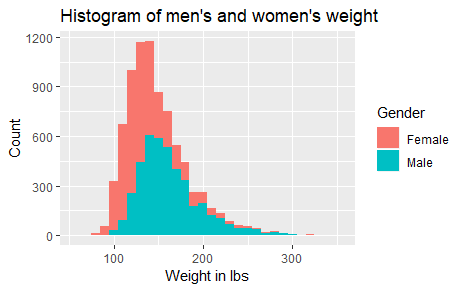 Histogram of men's and women's weight
1200
900
600
300
0
Count
100 200 300
Weight in lbs
Gender
Female
Male